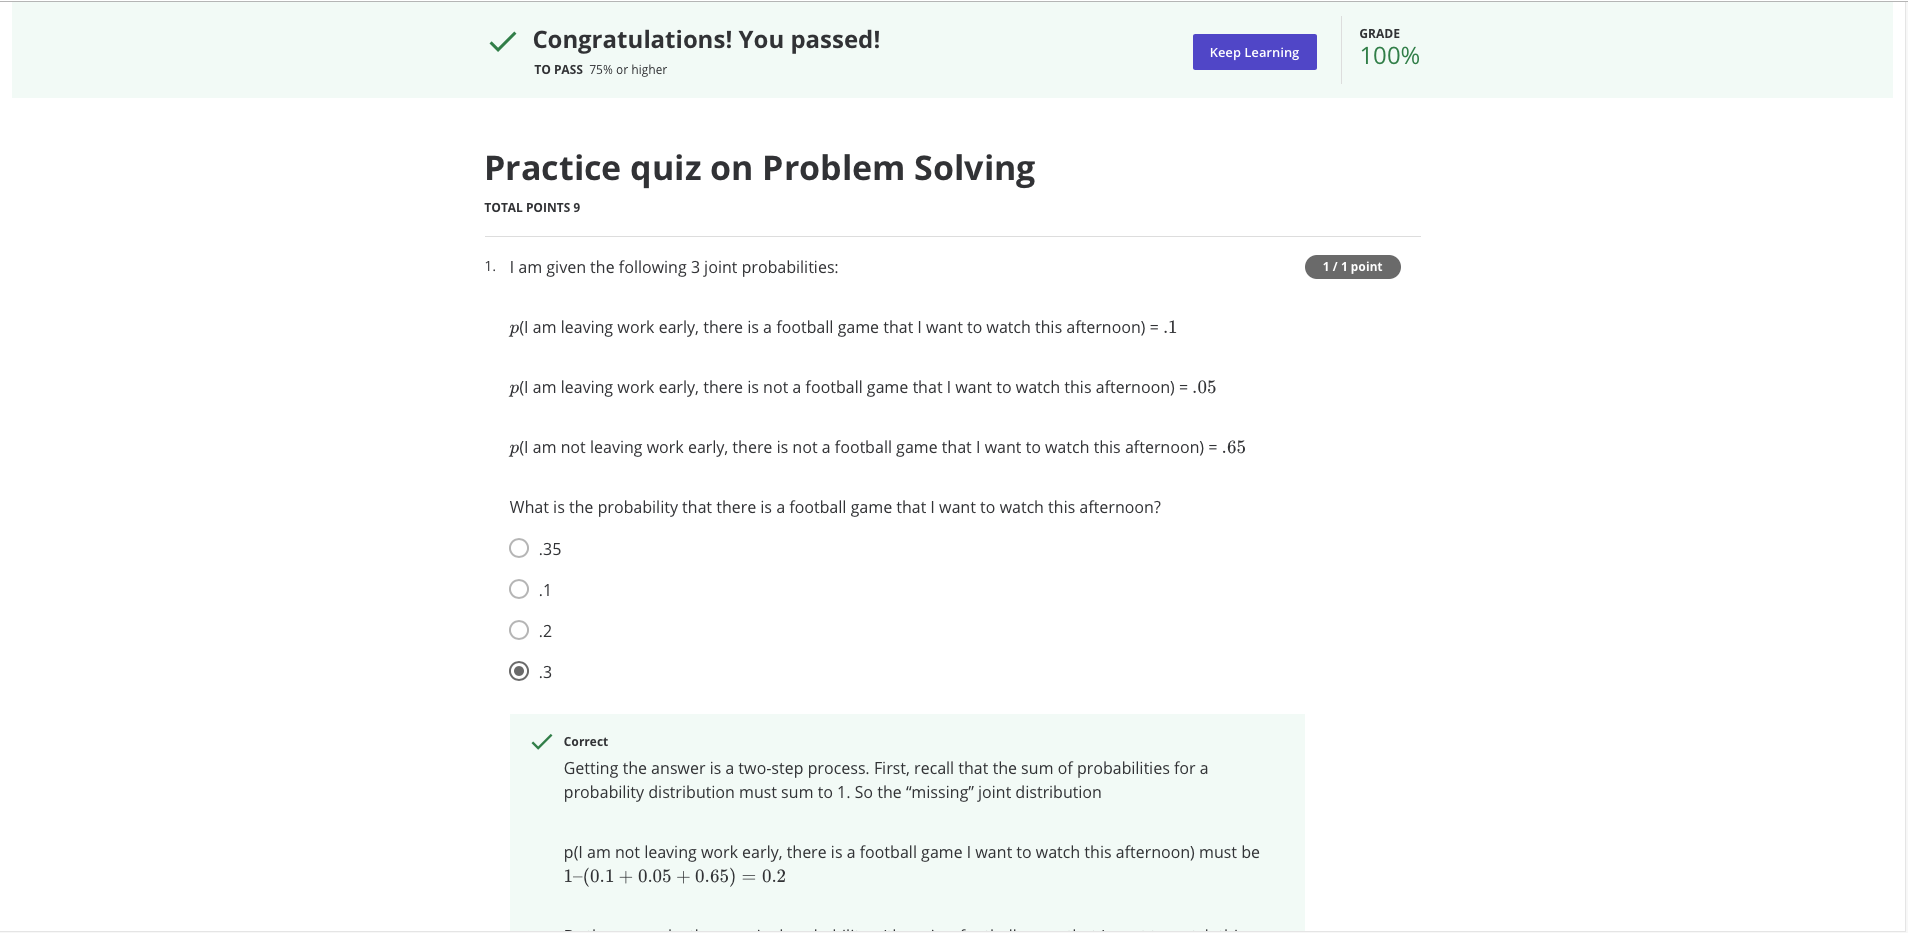 Congratulations! You passed!
TO PASS 75% or higher
Keep Learning
GRADE
100%
Practice quiz on Problem Solving
TOTAL POINTS 9
1. I am given the following 3 joint probabilities:
1 / 1 point
p(I am leaving work early, there is a football game that I want to watch this afternoon) = .1
p(I am leaving work early, there is not a football game that I want to watch this afternoon) = .05
p(I am not leaving work early, there is not a football game that I want to watch this afternoon) = .65
What is the probability that there is a football game that I want to watch this afternoon?
.35
.1
.2
.3
Correct
Getting the answer is a two-step process. First, recall that the sum of probabilities for a
probability distribution must sum to 1. So the “missing” joint distribution
p(I am not leaving work early, there is a football game I want to watch this afternoon) must be
1–(0.1 + 0.05 + 0.65) = 0.2